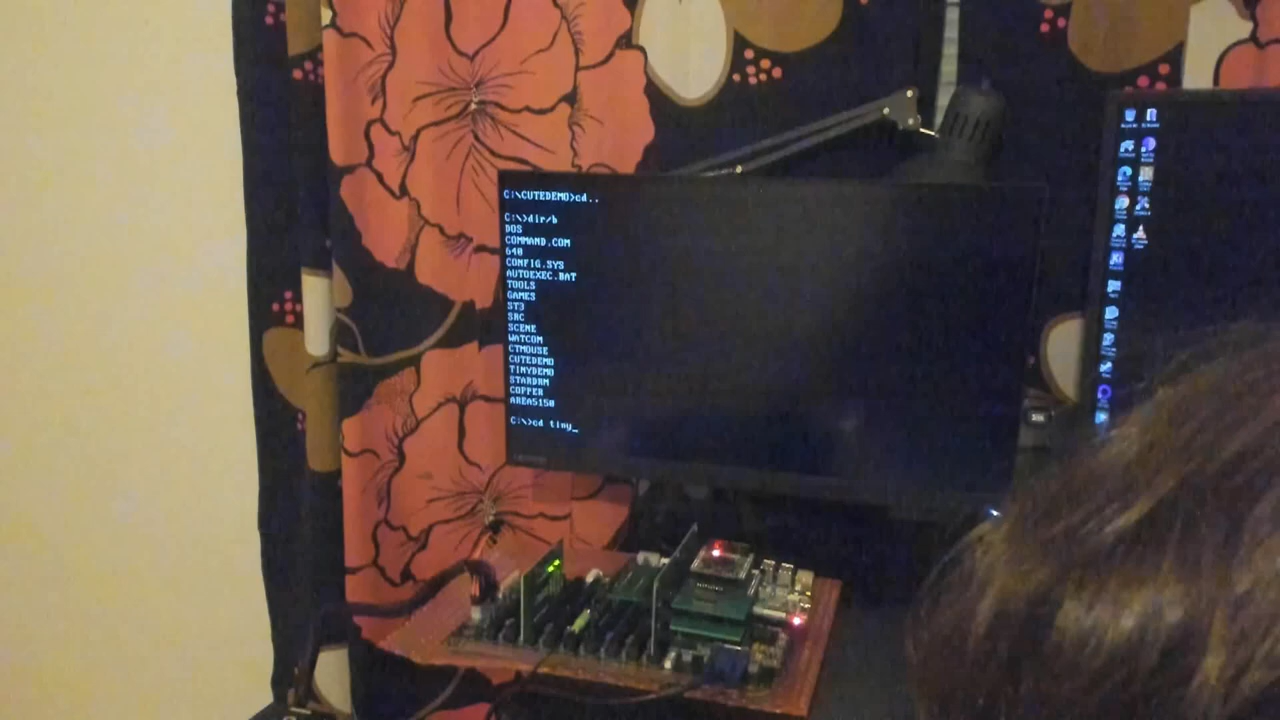 C:\CUTEDEMO>cd..
C:\>dir/b
DOS
COMMAND.COM
640
CONFIG.SYS
AUTOEXEC.BAT
TOOLS
GAMES
ST3
SRC
SCENE
WATCOM
CTMOUSE
CUTEDEMO
TINYDEMO
STARDRM
COPPER
AREA5150
C:\>cd tiny_